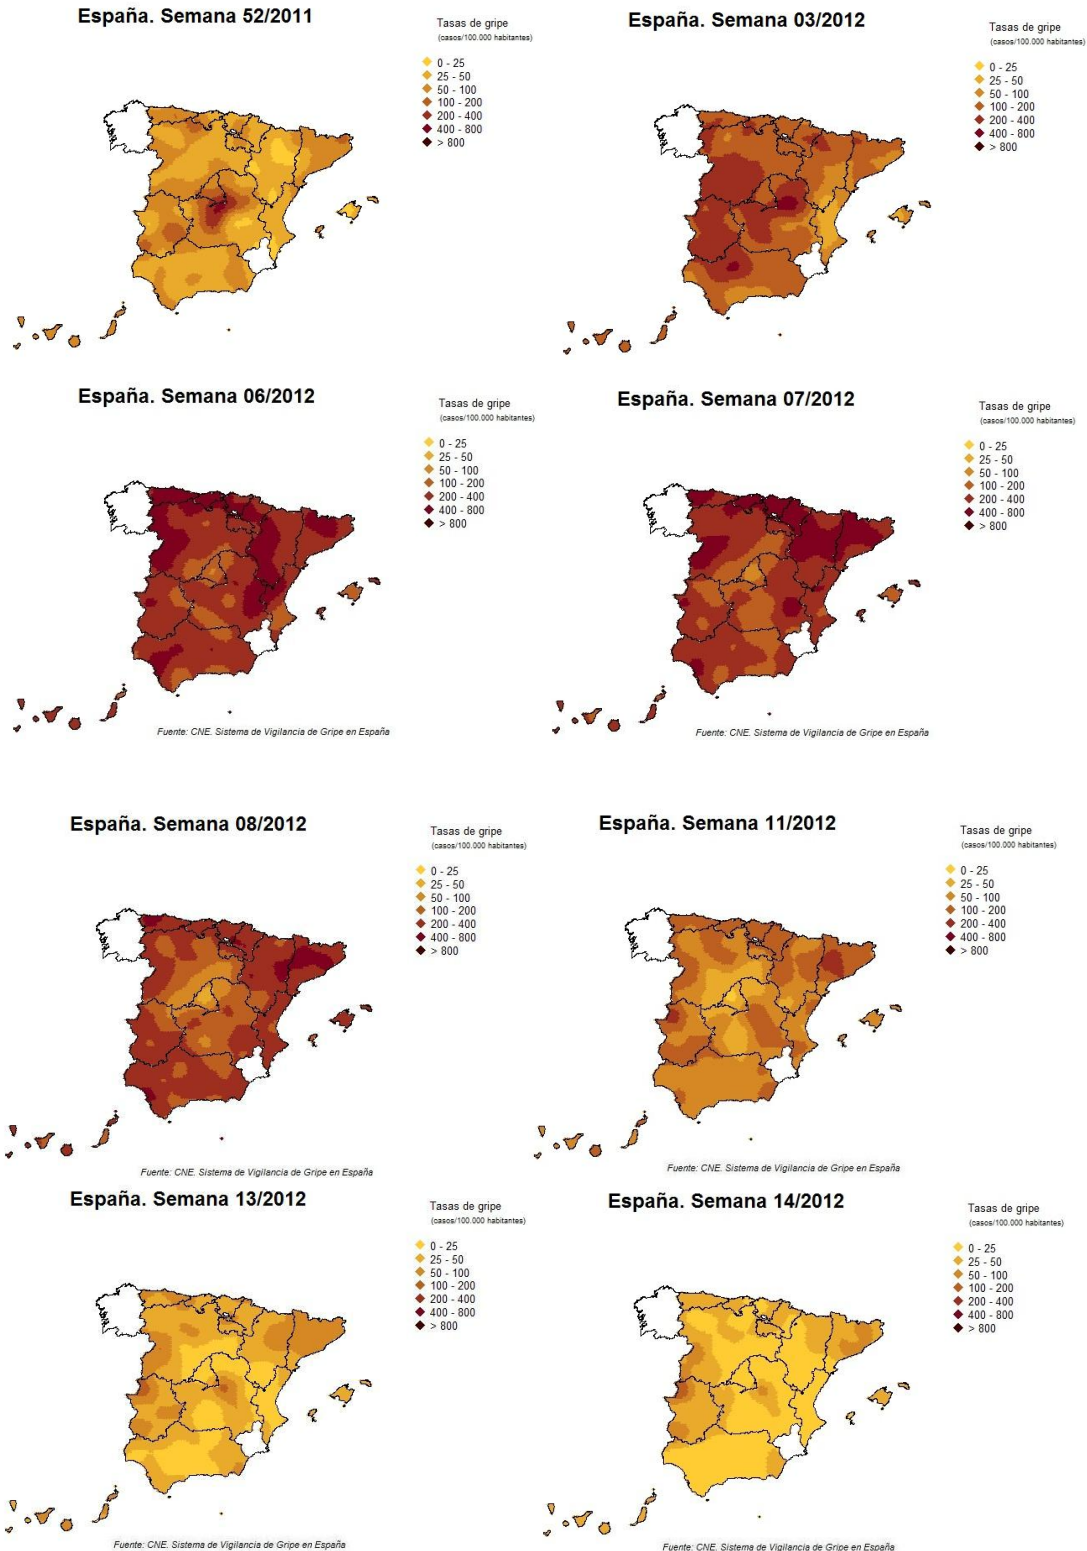 España. Semana 52/2011
Tasas de gripe
(casos/100.000 habitantes)
0 - 25
25 - 50
50 - 100
100 - 200
200 - 400
400 - 800
> 800
España. Semana 03/2012
Tasas de gripe
(casos/100.000 habitantes)
0 - 25
25 - 50
50 - 100
100 - 200
200 - 400
400 - 800
> 800
España. Semana 06/2012
Tasas de gripe
(casos/100.000 habitantes)
0 - 25
25 - 50
50 - 100
100 - 200
200 - 400
400 - 800
> 800
Fuente: CNE. Sistema de Vigilancia de Gripe en España
España. Semana 07/2012
Tasas de gripe
(casos/100.000 habitantes)
0 - 25
25 - 50
50 - 100
100 - 200
200 - 400
400 - 800
> 800
Fuente: CNE. Sistema de Vigilancia de Gripe en España
España. Semana 08/2012
Tasas de gripe
(casos/100.000 habitantes)
0 - 25
25 - 50
50 - 100
100 - 200
200 - 400
400 - 800
> 800
Fuente: CNE. Sistema de Vigilancia de Gripe en España
España. Semana 11/2012
Tasas de gripe
(casos/100.000 habitantes)
0 - 25
25 - 50
50 - 100
100 - 200
200 - 400
400 - 800
> 800
Fuente: CNE. Sistema de Vigilancia de Gripe en España
España. Semana 13/2012
Tasas de gripe
(casos/100.000 habitantes)
0 - 25
25 - 50
50 - 100
100 - 200
200 - 400
400 - 800
> 800
Fuente: CNE. Sistema de Vigilancia de Gripe en España
España. Semana 14/2012
Tasas de gripe
(casos/100.000 habitantes)
0 - 25
25 - 50
50 - 100
100 - 200
200 - 400
400 - 800
> 800
Fuente: CNE. Sistema de Vigilancia de Gripe en España